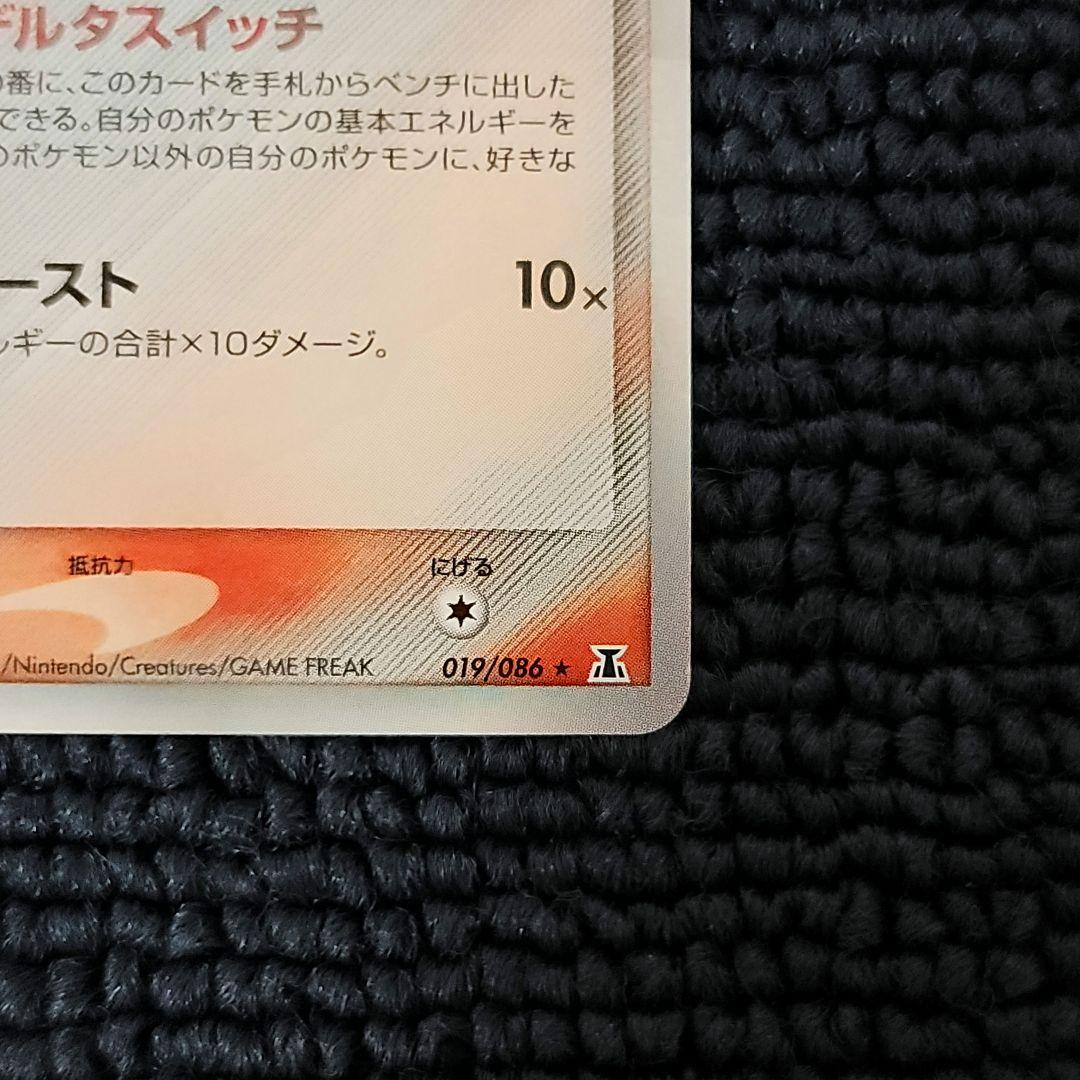 デルタスイッチ
番に、このカードを手札からベンチに出した
できる。自分のポケモンの基本エネルギーを
のポケモン以外の自分のポケモンに、好きな
ースト 10×
ルギーの合計×10ダメージ。
抵抗力 にげる
/Nintendo/Creatures/GAME FREAK 019/086 ★